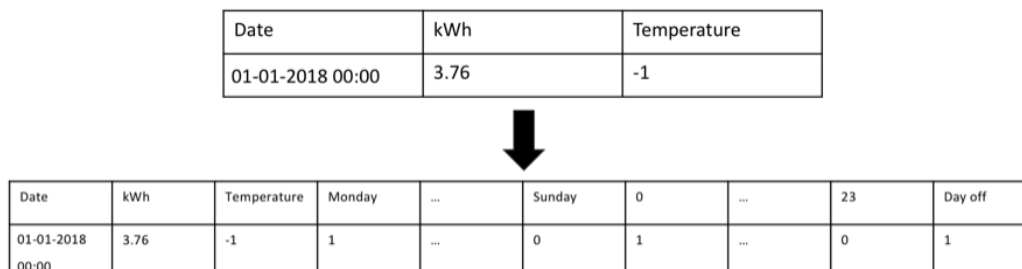 Date kWh Temperature
01-01-2018 00:00 3.76 -1
Date kWh Temperature Monday ... Sunday 0 ... 23 Day off
01-01-2018 3.76 -1 1 ... 0 1 ... 0 1
00:00